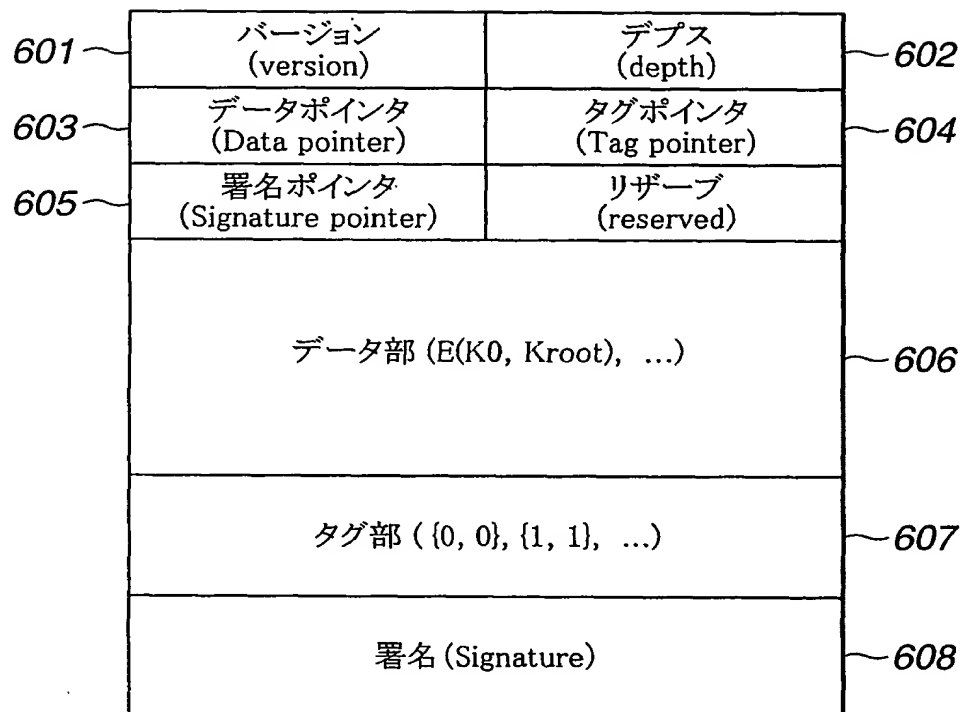 601
バージョン
(version)
デプス
(depth)
602
603
データポインタ
(Data pointer)
タグポインタ
(Tag pointer)
604
605
署名ポインタ
(Signature pointer)
リザーブ
(reserved)
データ部 (E(K0, Kroot), ...)
606
タグ部 ( {0, 0}, {1, 1}, ...)
607
署名 (Signature)
608